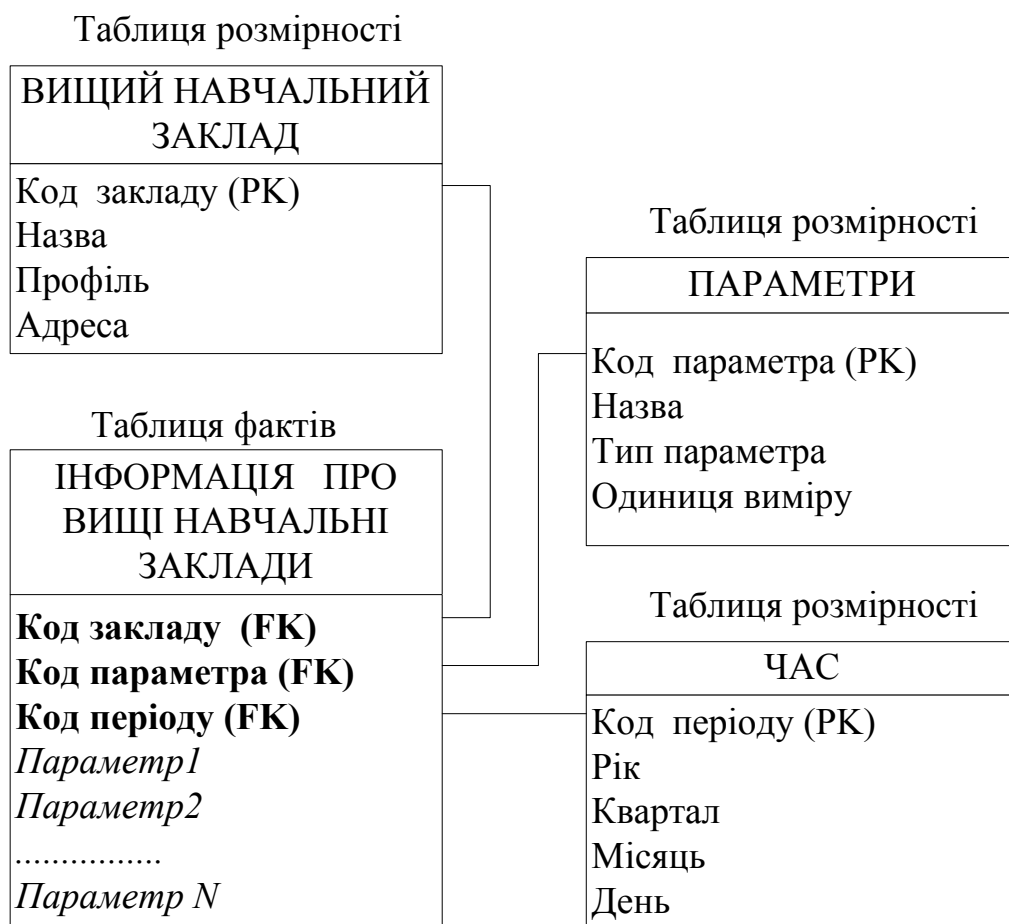 Таблиця розмірності
ВИЩИЙ НАВЧАЛЬНИЙ
ЗАКЛАД
Код закладу (PK)
Назва
Профіль
Адреса
Таблиця фактів
ІНФОРМАЦІЯ ПРО
ВИЩІ НАВЧАЛЬНІ
ЗАКЛАДИ
Код закладу (FK)
Код параметра (FK)
Код періоду (FK)
Параметр1
Параметр2
................
Параметр N
Таблиця розмірності
ПАРАМЕТРИ
Код параметра (PK)
Назва
Тип параметра
Одиниця виміру
Таблиця розмірності
ЧАС
Код періоду (PK)
Рік
Квартал
Місяць
День